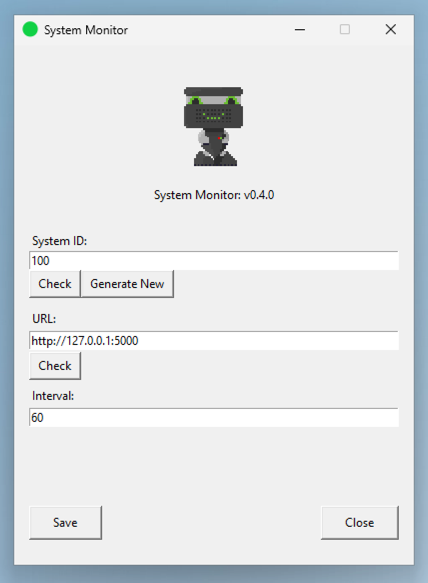 System Monitor
System Monitor: v0.4.0
System ID:
100
Check Generate New
URL:
http://127.0.0.1:5000
Check
Interval:
60
Save Close